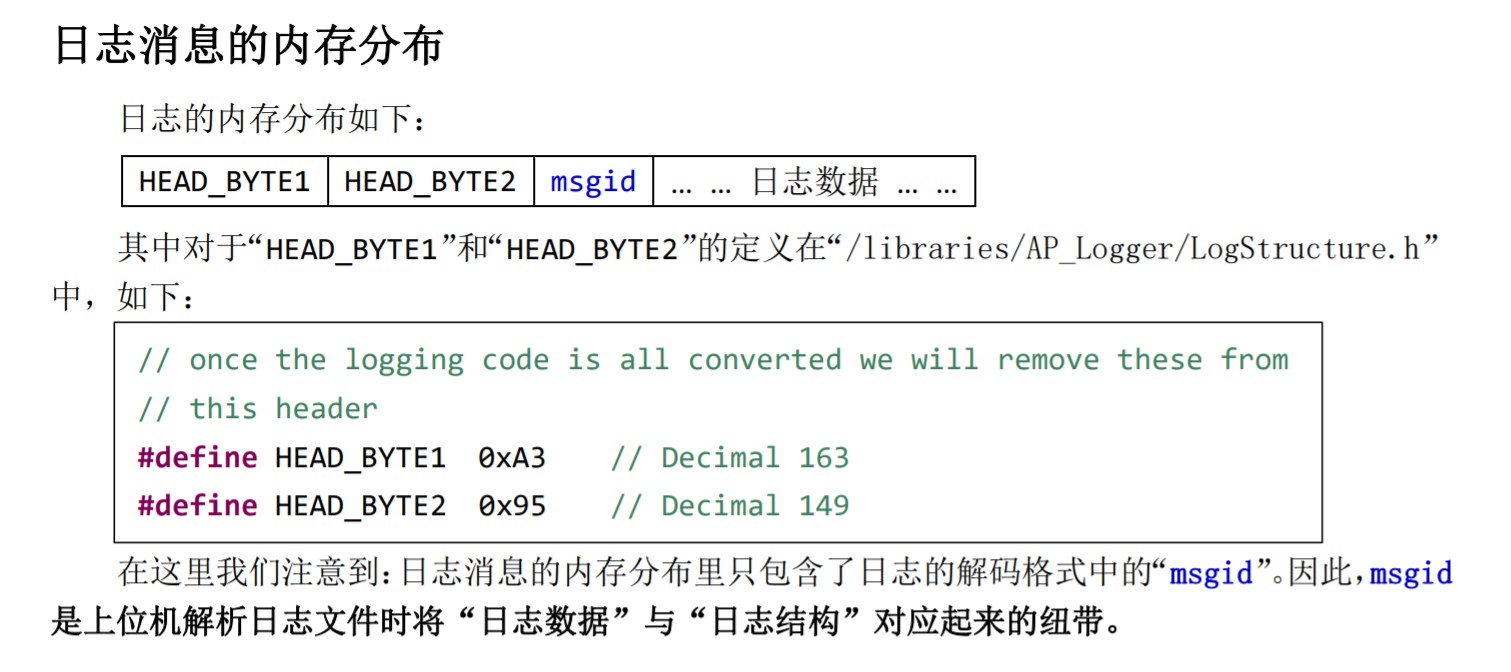 日志消息的内存分布
日志的内存分布如下：
HEAD_BYTE1 HEAD_BYTE2 msgid … … 日志数据 … …
其中对于“HEAD_BYTE1”和“HEAD_BYTE2”的定义在“/libraries/AP_Logger/LogStructure.h”
中，如下：
// once the logging code is all converted we will remove these from
// this header
#define HEAD_BYTE1  0xA3    // Decimal 163
#define HEAD_BYTE2  0x95    // Decimal 149
在这里我们注意到：日志消息的内存分布里只包含了日志的解码格式中的“msgid”。因此，msgid
是上位机解析日志文件时将“日志数据”与“日志结构”对应起来的纽带。